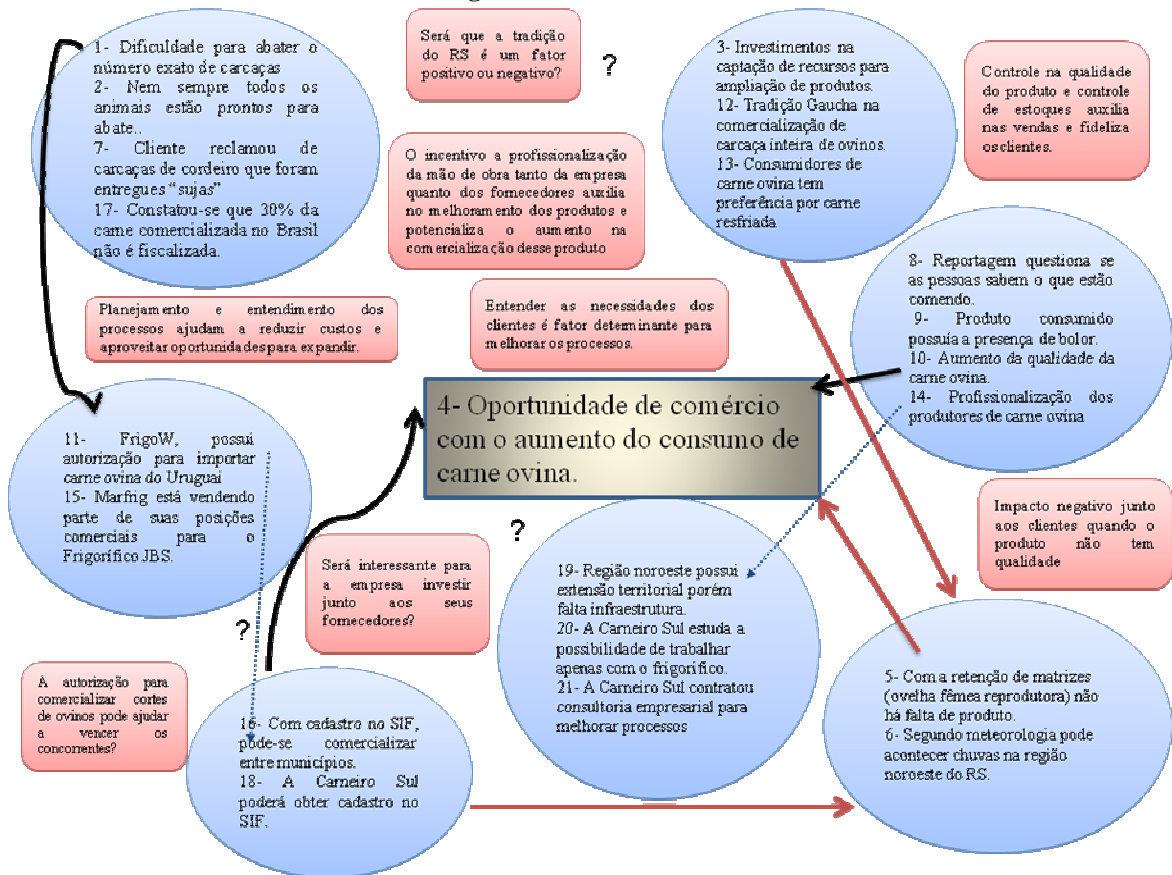 1- Dificuldade para abater o
número exato de carcaças
2- Nem sempre todos os
animais estão prontos para
abate..
7- Cliente reclamou de
carcaças de cordeiro que foram
entregues “sujas”
17- Constatou-se que 30% da
carne comercializada no Brasil
não é fiscalizada.
Será que a tradição
do RS é um fator
positivo ou negativo?
?
3- Investimentos na
captação de recursos para
ampliação de produtos.
12- Tradição Gaucha na
comercialização de
carcaça inteira de ovinos.
13- Consumidores de
carne ovina tem
preferência por carne
resfriada
Controle na qualidade
do produto e controle
de estoques auxilia
nas vendas e fideliza
os clientes.
O incentivo a profissionalização
da mão de obra tanto da empresa
quanto dos fornecedores auxilia
no melhoramento dos produtos e
potencializa o aumento na
comercialização desse produto
8- Reportagem questiona se
as pessoas sabem o que estão
comendo.
9- Produto consumido
possuía a presença de bolor.
10- Aumento da qualidade da
carne ovina.
14- Profissionalização dos
produtores de carne ovina
Planejamento e entendimento dos
processos ajudam a reduzir custos e
aproveitar oportunidades para expandir.
Entender as necessidades dos
clientes é fator determinante para
melhorar os processos.
4- Oportunidade de comércio
com o aumento do consumo de
carne ovina.
11- FrigoW, possui
autorização para importar
carne ovina do Uruguai
15- Marfrig está vendendo
parte de suas posições
comerciais para o
Frigorífico JBS.
Será interessante para
a empresa investir
junto aos seus
fornecedores?
?
19- Região noroeste possui
extensão territorial porém
falta infraestrutura.
20- A Carneiro Sul estuda a
possibilidade de trabalhar
apenas com o frigorífico.
21- A Carneiro Sul contratou
consultoria empresarial para
melhorar processos
Impacto negativo junto
aos clientes quando o
produto não tem
qualidade
?
A autorização para
comercializar cortes
de ovinos pode ajudar
a vencer os
concorrentes?
16- Com cadastro no SIF,
pode-se comercializar
entre municípios.
18- A Carneiro Sul
poderá obter cadastro no
SIF.
5- Com a retenção de matrizes
(ovelha fêmea reprodutora) não
há falta de produto.
6- Segundo meteorologia pode
acontecer chuvas na região
noroeste do RS.